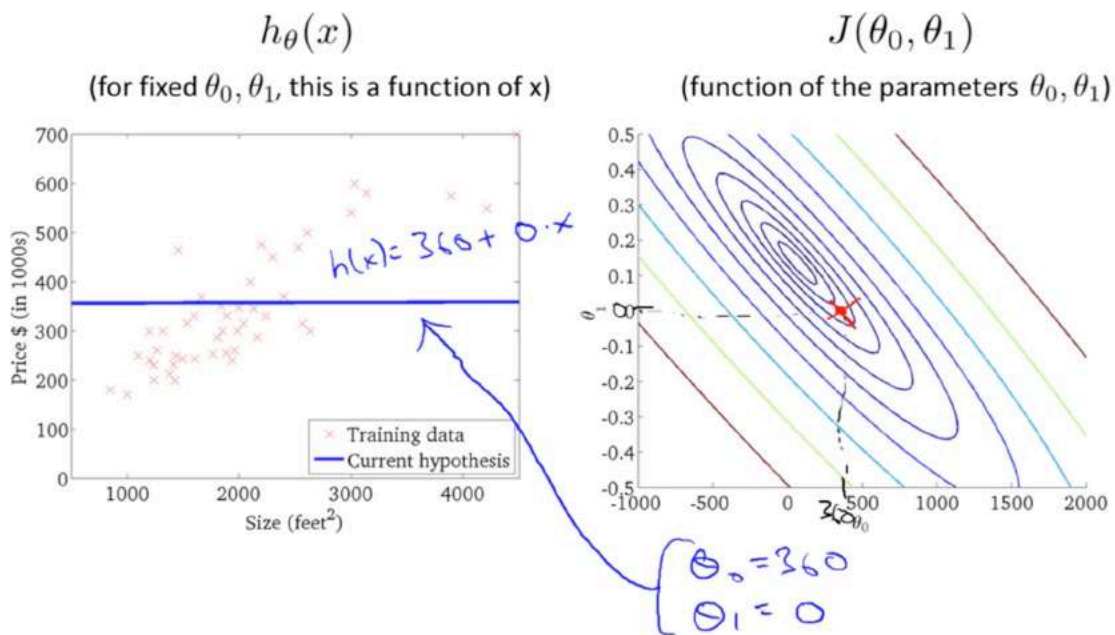 h_θ(x)
(for fixed θ₀, θ₁, this is a function of x)
700
600
500
400
300
200
100
0
Price $ (in 1000s)
h(x) = 360 + 0·x
× Training data
Current hypothesis
1000 2000 3000 4000
Size (feet²)
J(θ₀, θ₁)
(function of the parameters θ₀, θ₁)
0.5
0.4
0.3
0.2
0.1
0
-0.1
-0.2
-0.3
-0.4
-0.5
θ₁
-1000 -500 0 500 1000 1500 2000
360
θ₀
θ₀ = 360
θ₁ = 0